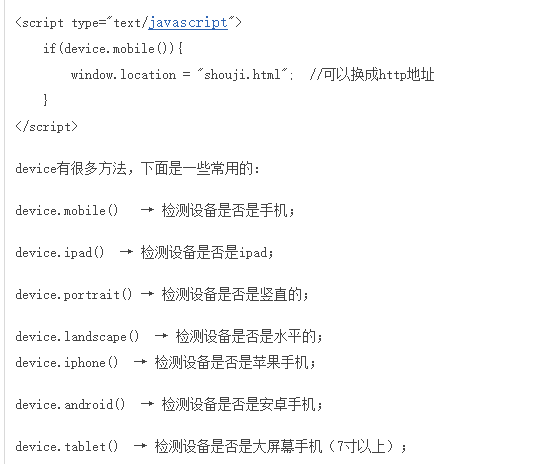 <script type="text/javascript">
if(device.mobile()){
window.location = "shouji.html";  //可以换成http地址
}
</script>
device有很多方法，下面是一些常用的：
device.mobile()  → 检测设备是否是手机；
device.ipad()  → 检测设备是否是ipad；
device.portrait() → 检测设备是否是竖直的；
device.landscape()  → 检测设备是否是水平的；
device.iphone()  → 检测设备是否是苹果手机；
device.android()  → 检测设备是否是安卓手机；
device.tablet()  → 检测设备是否是大屏幕手机（7寸以上）；